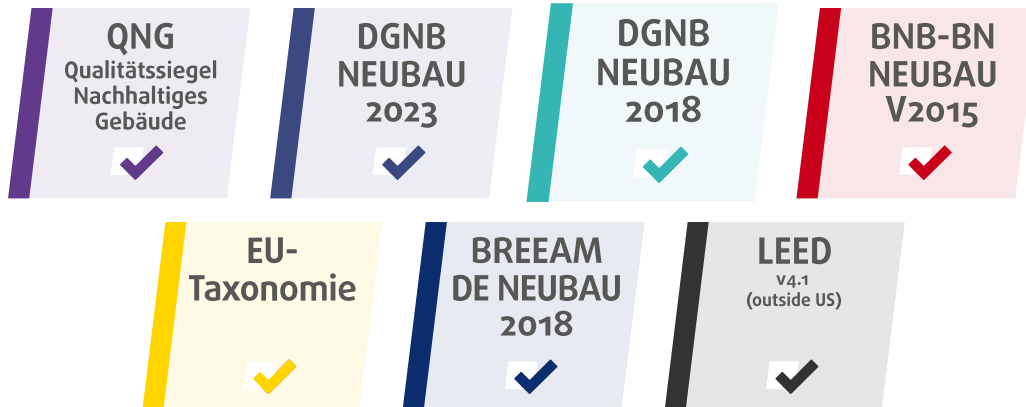 QNG
Qualitätssiegel
Nachhaltiges
Gebäude
DGNB
NEUBAU
2023
DGNB
NEUBAU
2018
BNB-BN
NEUBAU
V2015
EU-
Taxonomie
BREEAM
DE NEUBAU
2018
LEED
v4.1
(outside US)